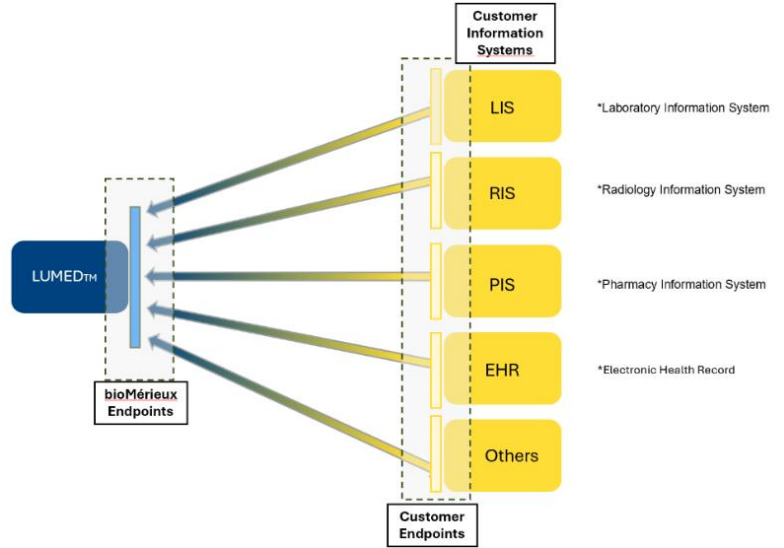 Customer
Information
Systems
LIS
*Laboratory Information System
RIS
*Radiology Information System
LUMEDTM
PIS
*Pharmacy Information System
EHR
*Electronic Health Record
bioMérieux
Endpoints
Others
Customer
Endpoints